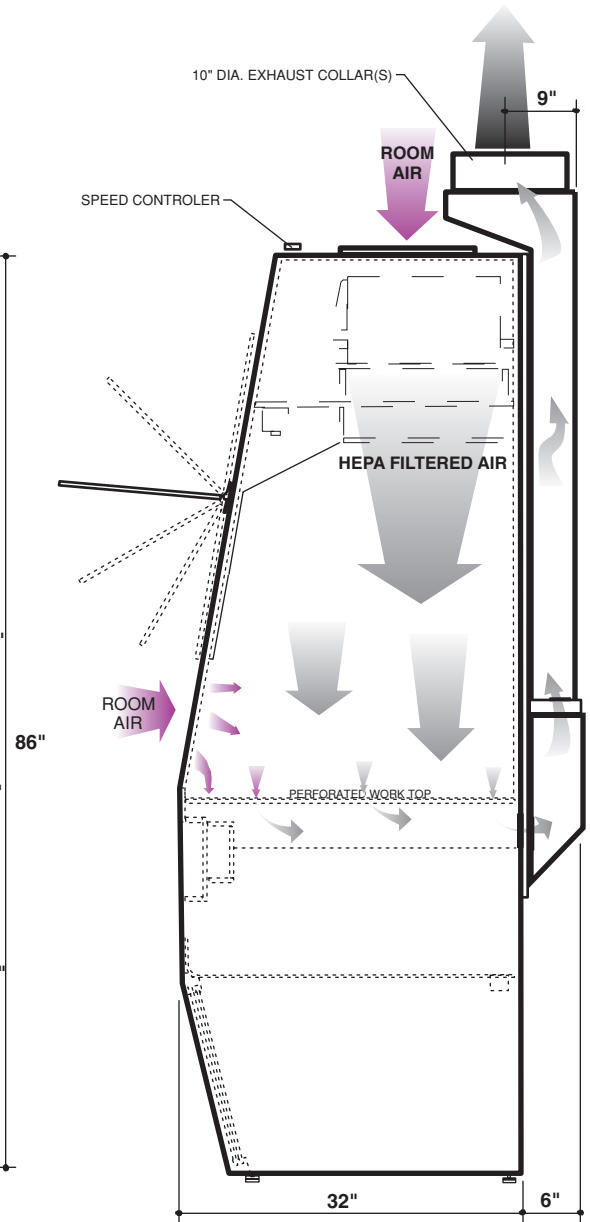 10" DIA. EXHAUST COLLAR(S)
9"
ROOM
AIR
SPEED CONTROLER
HEPA FILTERED AIR
ROOM
AIR
86"
PERFORATED WORK TOP
32"
6"